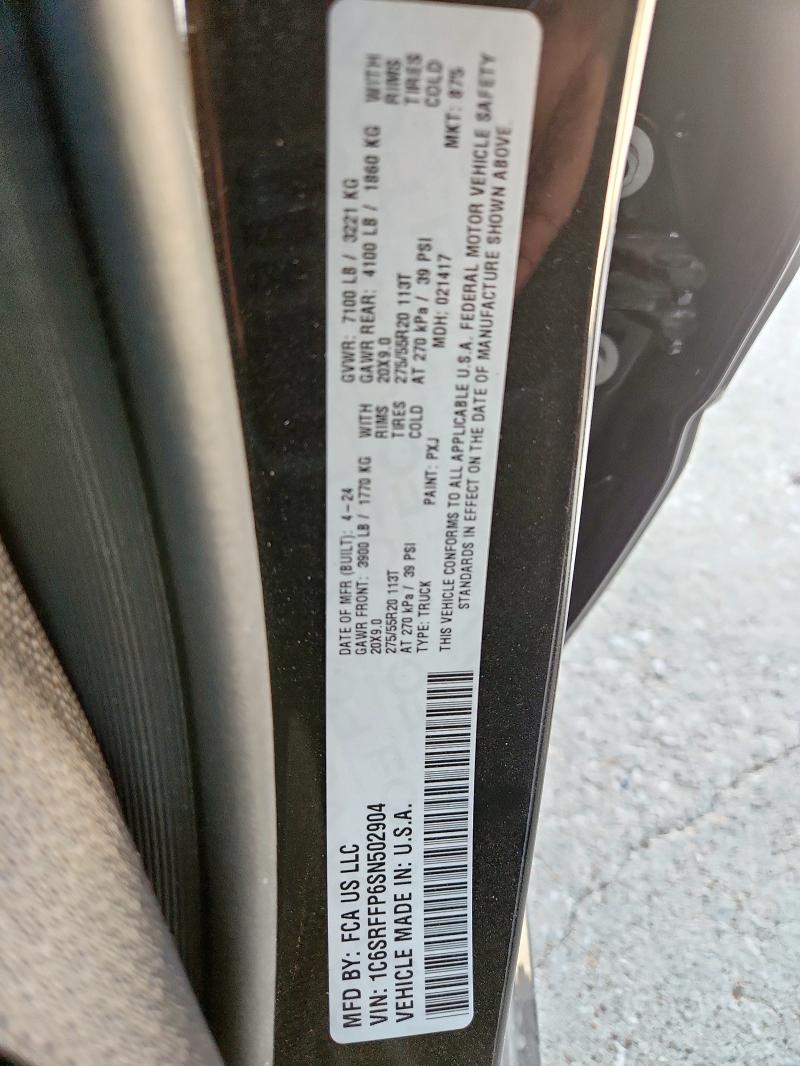 MFD BY: FCA US LLC
VIN: 1C6SRFFP6SN502904
VEHICLE MADE IN: U.S.A.
DATE OF MFR (BUILT): 4-24
GAWR FRONT: 3900 LB / 1770 KG WITH
20X9.0 RIMS
275/55R20 113T TIRES
AT 270 kPa / 39 PSI COLD
TYPE: TRUCK PAINT: PXJ
GVWR: 7100 LB / 3221 KG
GAWR REAR: 4100 LB / 1860 KG WITH
20X9.0 RIMS
275/55R20 113T TIRES
AT 270 kPa / 39 PSI COLD
MDH: 021417 MKT: 875
THIS VEHICLE CONFORMS TO ALL APPLICABLE U.S.A. FEDERAL MOTOR VEHICLE SAFETY
STANDARDS IN EFFECT ON THE DATE OF MANUFACTURE SHOWN ABOVE.